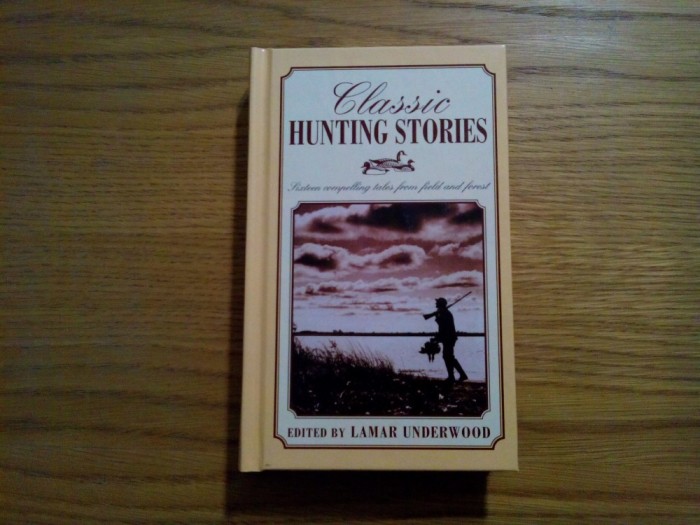 Classic
HUNTING STORIES
Sixteen compelling tales from field and forest
EDITED BY LAMAR UNDERWOOD